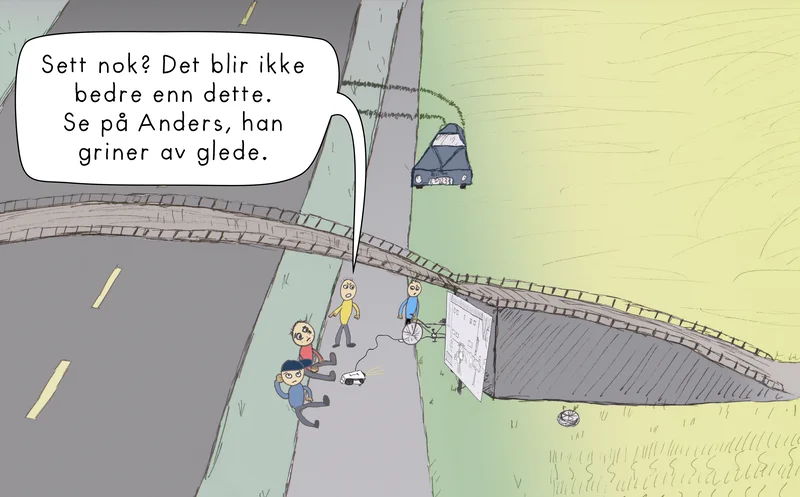 Sett nok? Det blir ikke
bedre enn dette.
Se på Anders, han
griner av glede.